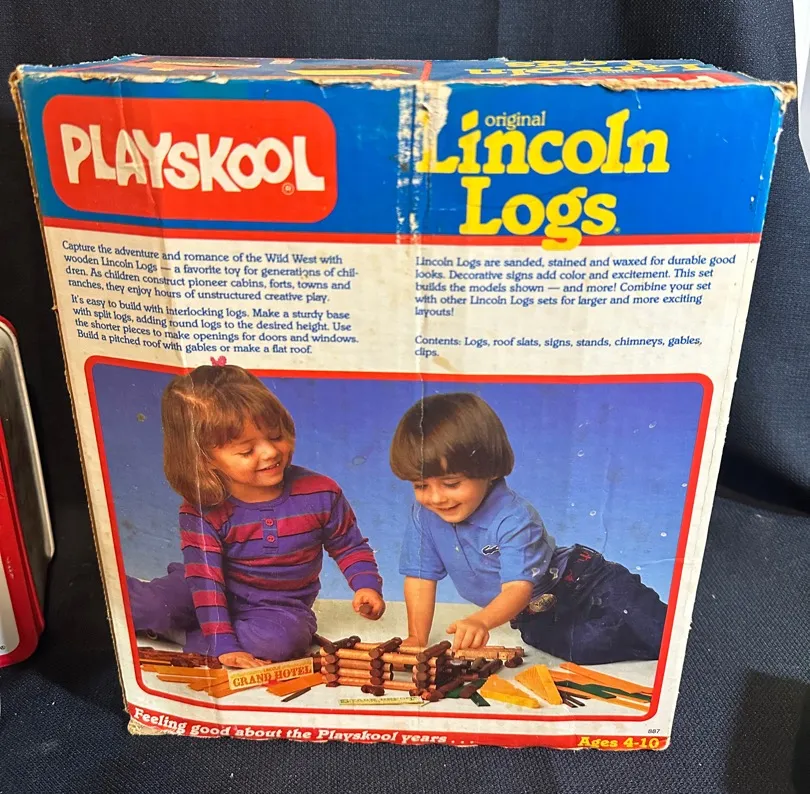 PLAYSKOOL®
original
Lincoln
Logs
Capture the adventure and romance of the Wild West with
wooden Lincoln Logs — a favorite toy for generations of chil-
dren. As children construct pioneer cabins, forts, towns and
ranches, they enjoy hours of unstructured creative play.
It's easy to build with interlocking logs. Make a sturdy base
with split logs, adding round logs to the desired height. Use
the shorter pieces to make openings for doors and windows.
Build a pitched roof with gables or make a flat roof.
Lincoln Logs are sanded, stained and waxed for durable good
looks. Decorative signs add color and excitement. This set
builds the models shown — and more! Combine your set
with other Lincoln Logs sets for larger and more exciting
layouts!
Contents: Logs, roof slats, signs, stands, chimneys, gables,
clips.
GRAND HOTEL
Feeling good about the Playskool years . . .
887
Ages 4-10